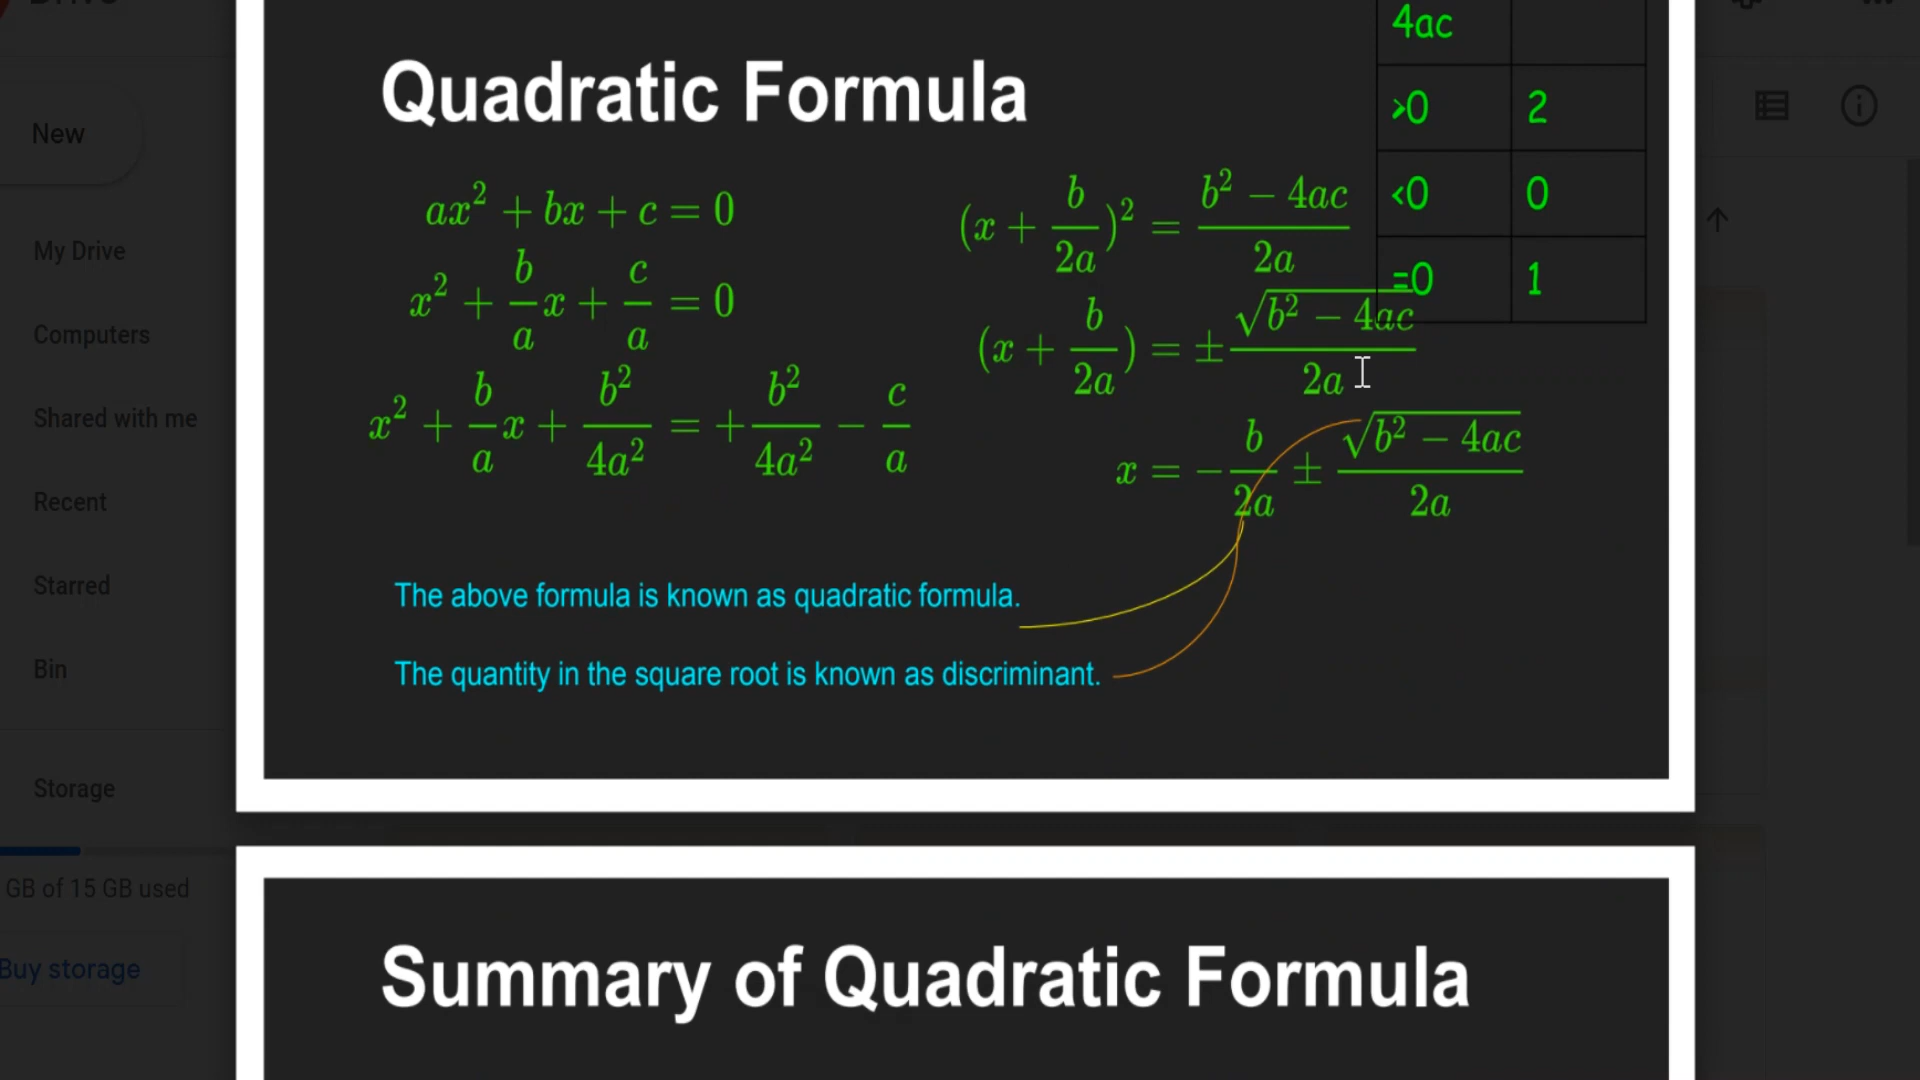 New
My Drive
Computers
Shared with me
Recent
Starred
Bin
Storage
GB of 15 GB used
Buy storage
Quadratic Formula
4ac
>0 2
<0 0
=0 1
ax² + bx + c = 0
x² + b/a x + c/a = 0
x² + b/a x + b²/4a² = + b²/4a² − c/a
(x + b/2a)² = b² − 4ac/2a
(x + b/2a) = ± √(b² − 4ac)/2a
x = − b/2a ± √(b² − 4ac)/2a
The above formula is known as quadratic formula.
The quantity in the square root is known as discriminant.
Summary of Quadratic Formula